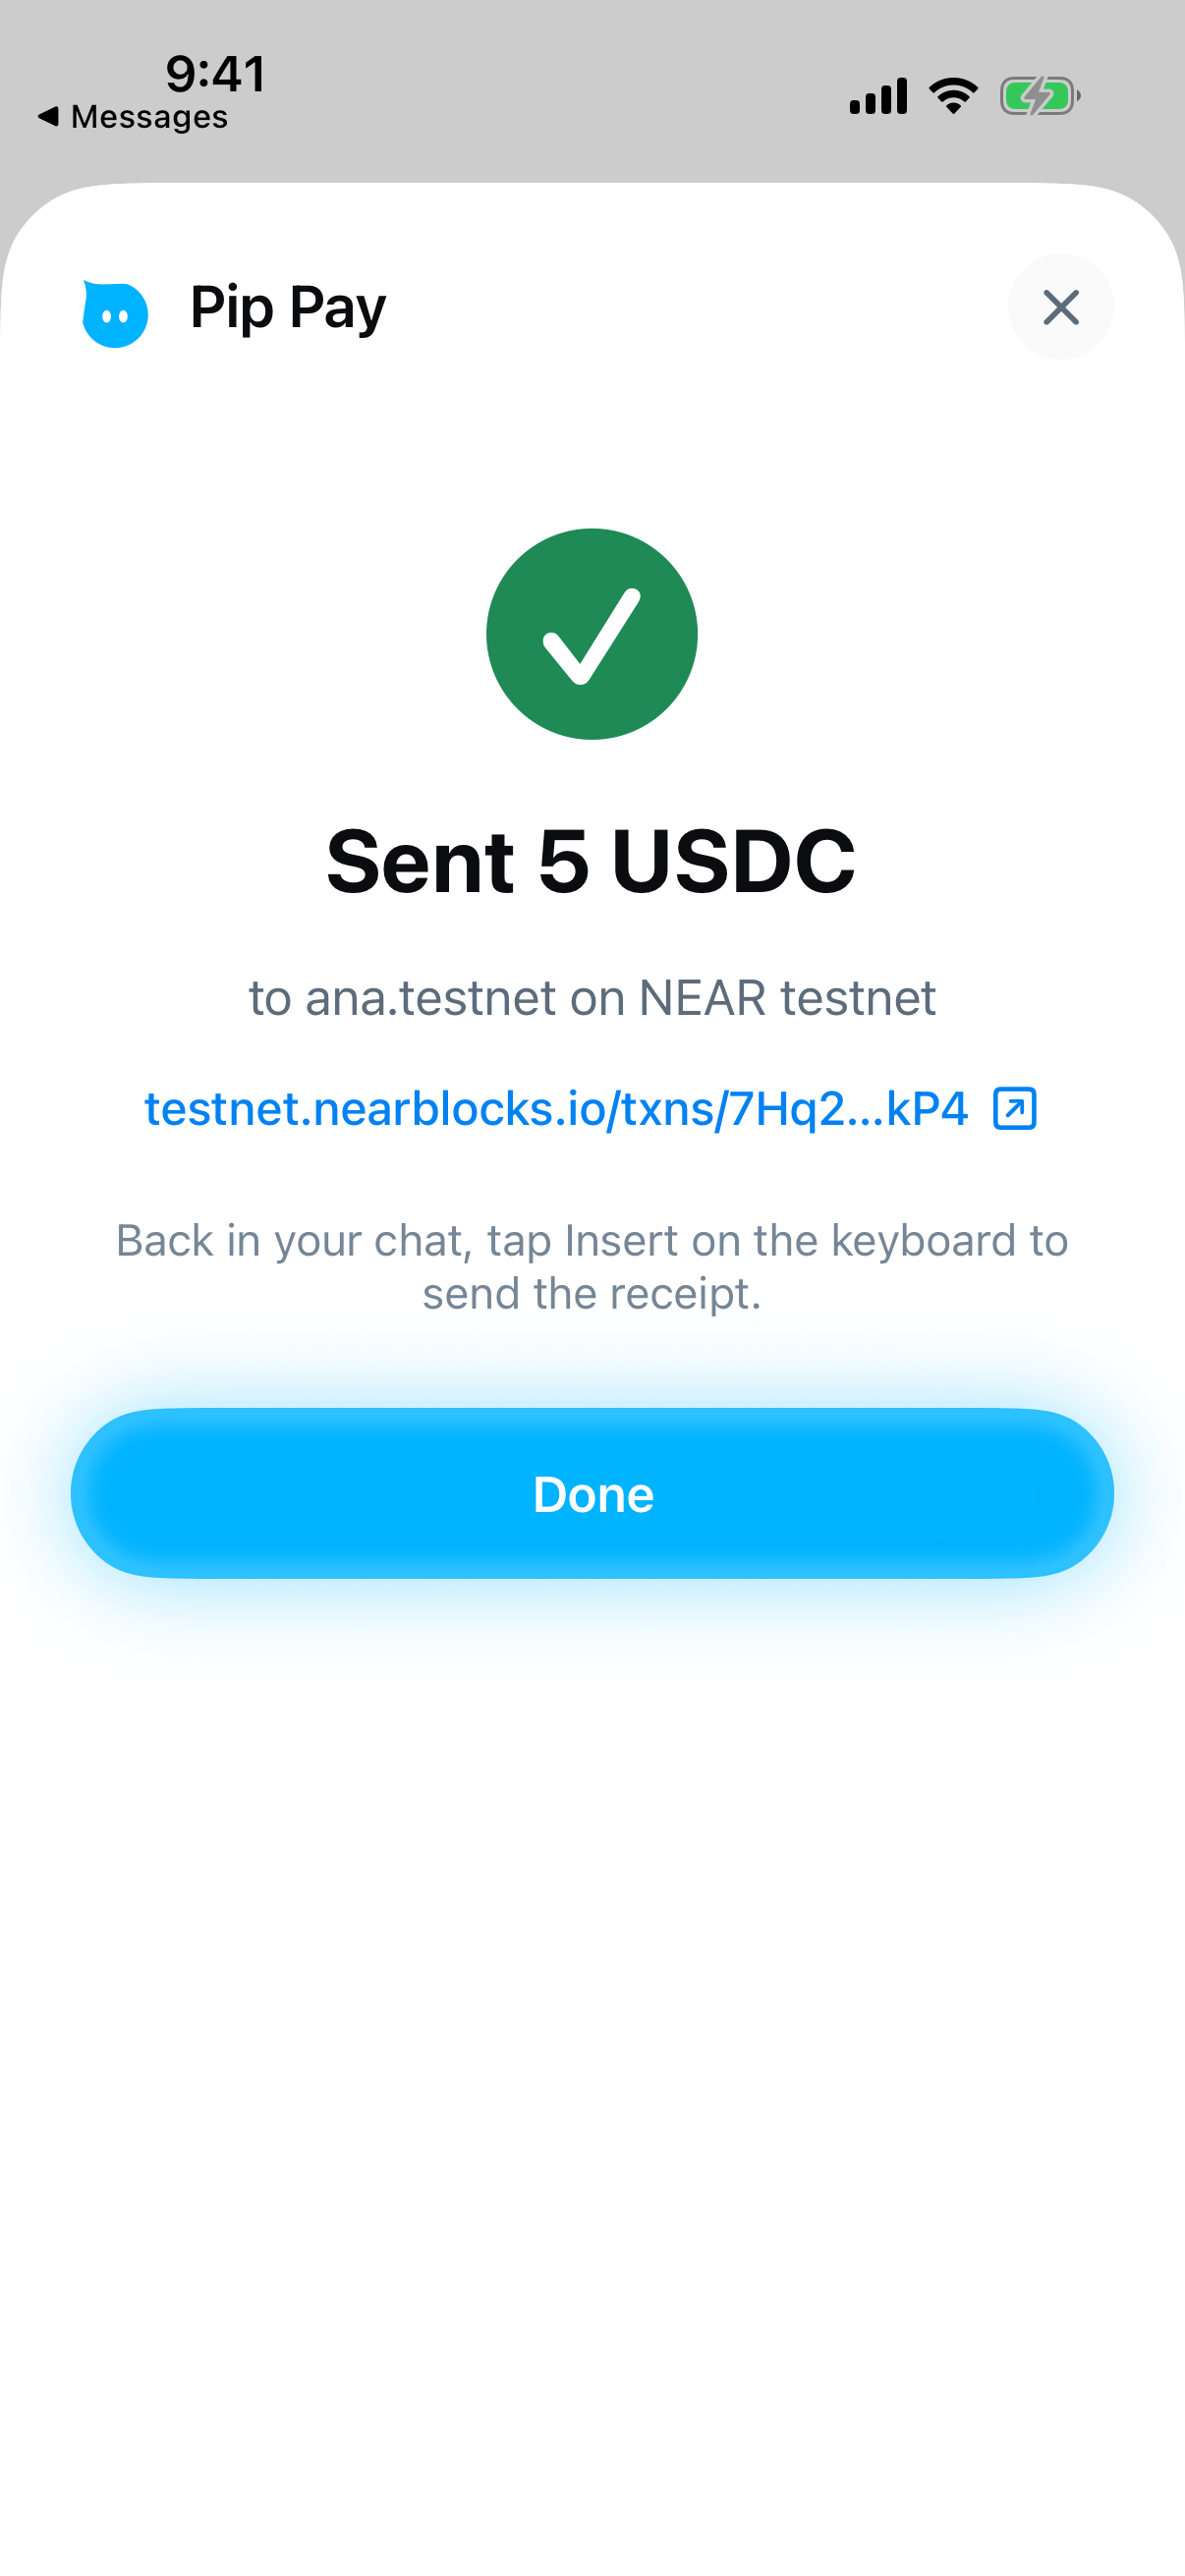 9:41
Messages
Pip Pay
Sent 5 USDC
to ana.testnet on NEAR testnet
testnet.nearblocks.io/txns/7Hq2...kP4
Back in your chat, tap Insert on the keyboard to
send the receipt.
Done